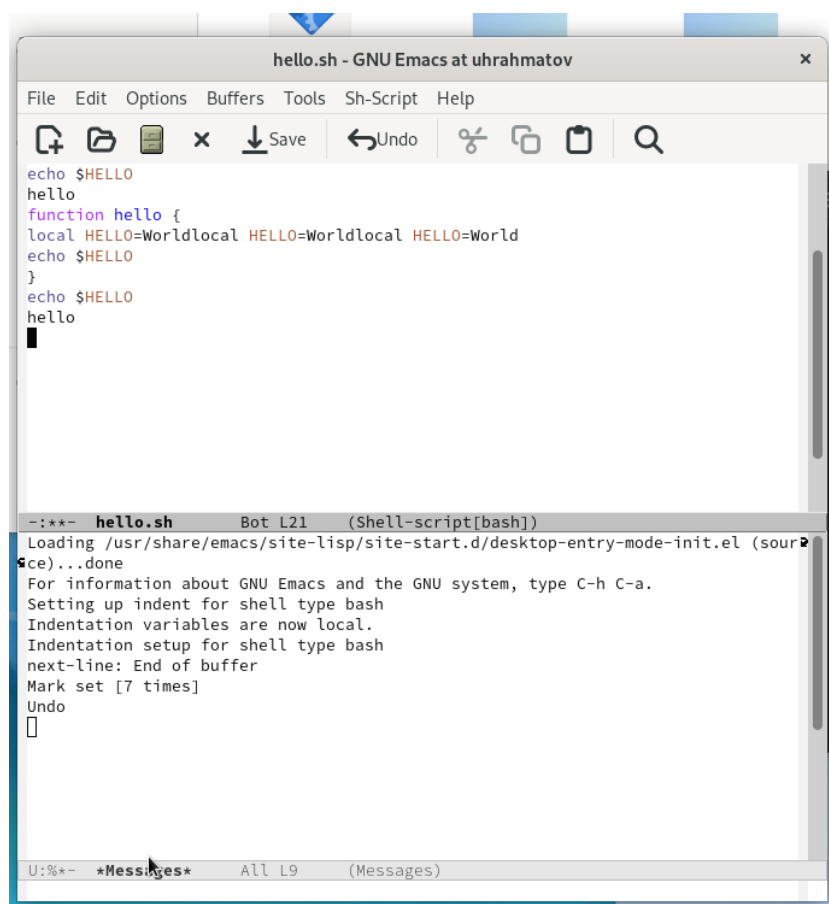 hello.sh - GNU Emacs at uhrahmatov ×
File Edit Options Buffers Tools Sh-Script Help
Save Undo
echo $HELLO
hello
function hello {
local HELLO=Worldlocal HELLO=Worldlocal HELLO=World
echo $HELLO
}
echo $HELLO
hello
-:**- hello.sh Bot L21 (Shell-script[bash])
Loading /usr/share/emacs/site-lisp/site-start.d/desktop-entry-mode-init.el (sour
ce)...done
For information about GNU Emacs and the GNU system, type C-h C-a.
Setting up indent for shell type bash
Indentation variables are now local.
Indentation setup for shell type bash
next-line: End of buffer
Mark set [7 times]
Undo
U:%*- *Messages* All L9 (Messages)